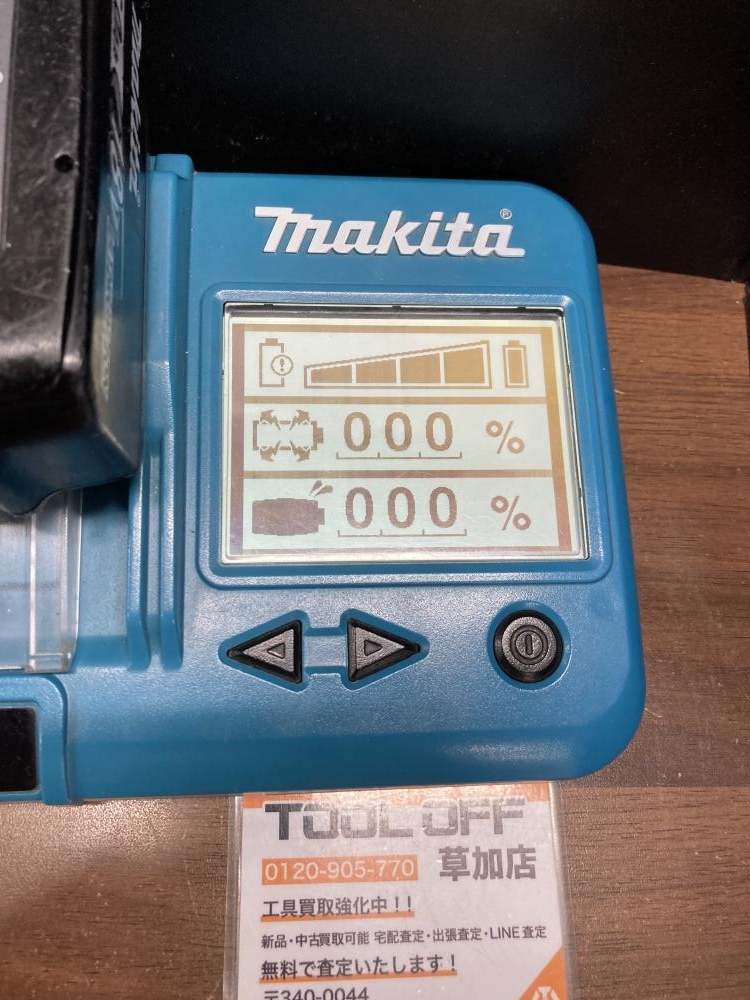 makita®
000 %
000 %
TOOL OFF
0120-905-770 草加店
工具買取強化中!!
新品・中古買取可能 宅配査定・出張査定・LINE査定
無料で査定いたします!
〒340-0044